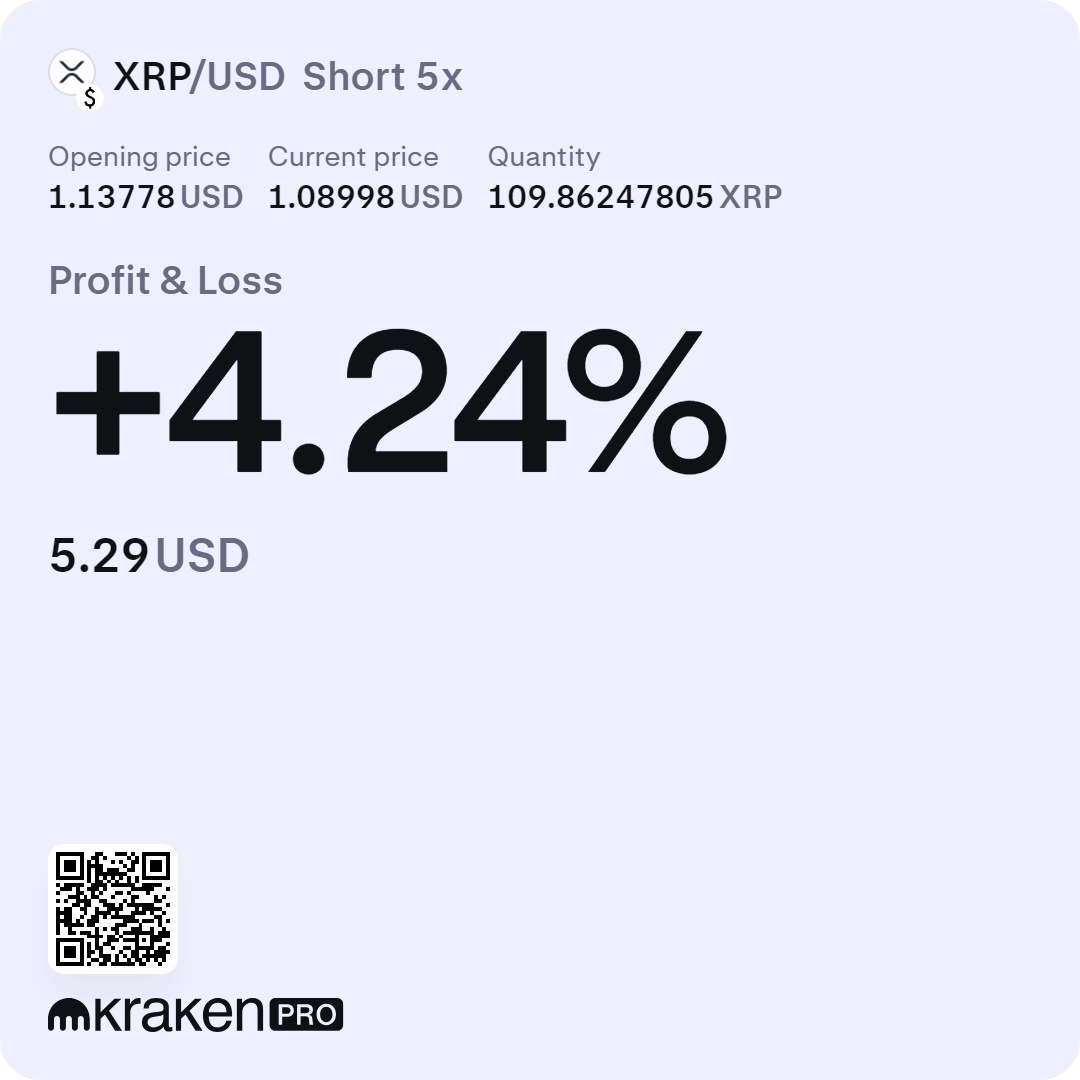 XRP/USD Short 5x
Opening price Current price Quantity
1.13778 USD 1.08998 USD 109.86247805 XRP
Profit & Loss
+4.24%
5.29 USD
kraken PRO